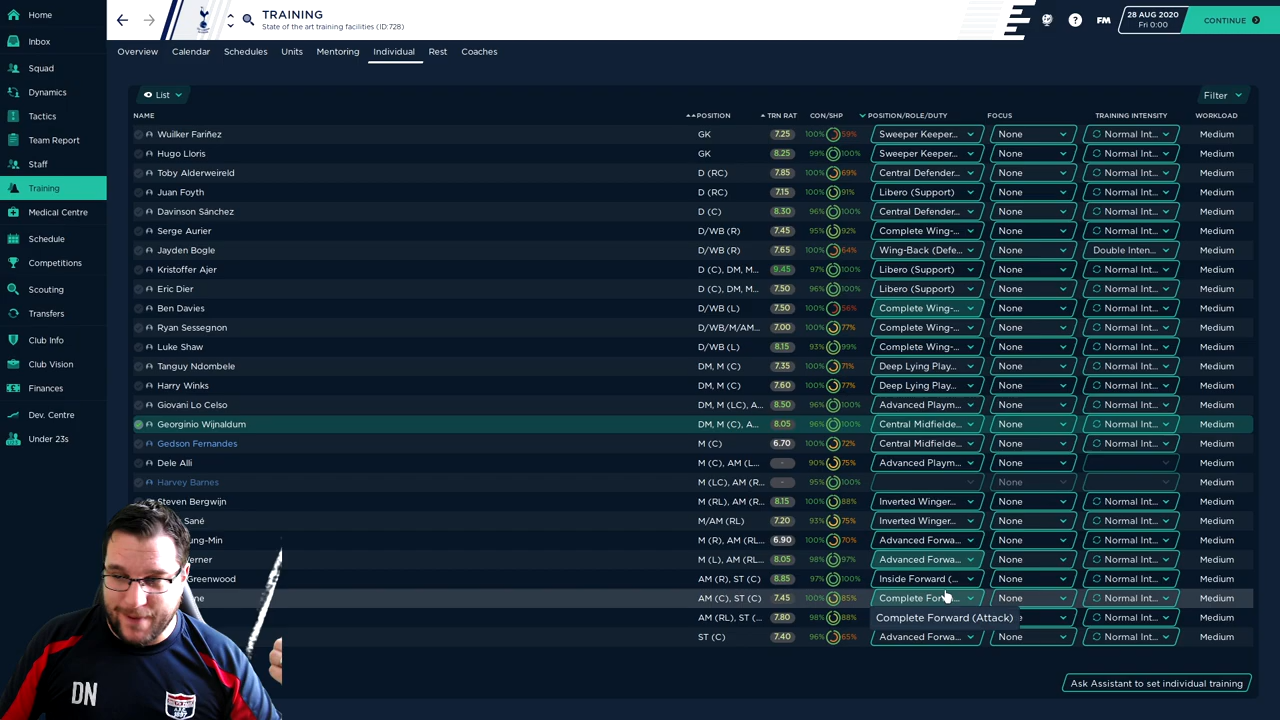 Home
Inbox
Squad
Dynamics
Tactics
Team Report
Staff
Training
Medical Centre
Schedule
Competitions
Scouting
Transfers
Club Info
Club Vision
Finances
Dev. Centre
Under 23s
TRAINING
State of the art training facilities (ID:728)
FM
28 AUG 2020
Fri 0:00
CONTINUE
Overview Calendar Schedules Units Mentoring Individual Rest Coaches
List Filter
NAME POSITION TRN RAT CON/SHP POSITION/ROLE/DUTY FOCUS TRAINING INTENSITY WORKLOAD
Wuilker Fariñez GK 7.25 100% 59% Sweeper Keeper... None Normal Int... Medium
Hugo Lloris GK 8.25 99% 100% Sweeper Keeper... None Normal Int... Medium
Toby Alderweireld D (RC) 7.85 100% 69% Central Defender... None Normal Int... Medium
Juan Foyth D (RC) 7.15 100% 91% Libero (Support) None Normal Int... Medium
Davinson Sánchez D (C) 8.30 96% 100% Central Defender... None Normal Int... Medium
Serge Aurier D/WB (R) 7.45 95% 92% Complete Wing-... None Normal Int... Medium
Jayden Bogle D/WB (R) 7.65 100% 64% Wing-Back (Defe... None Double Inten... Medium
Kristoffer Ajer D (C), DM, M... 9.45 97% 100% Libero (Support) None Normal Int... Medium
Eric Dier D (C), DM, M... 7.50 96% 100% Libero (Support) None Normal Int... Medium
Ben Davies D/WB (L) 7.50 100% 56% Complete Wing-... None Normal Int... Medium
Ryan Sessegnon D/WB/M/AM... 7.00 100% 77% Complete Wing-... None Normal Int... Medium
Luke Shaw D/WB (L) 8.15 93% 99% Complete Wing-... None Normal Int... Medium
Tanguy Ndombele DM, M (C) 7.35 100% 71% Deep Lying Play... None Normal Int... Medium
Harry Winks DM, M (C) 7.60 100% 77% Deep Lying Play... None Normal Int... Medium
Giovani Lo Celso DM, M (LC), A... 8.50 96% 100% Advanced Playm... None Normal Int... Medium
Georginio Wijnaldum DM, M (C), A... 8.05 96% 100% Central Midfielde... None Normal Int... Medium
Gedson Fernandes M (C) 6.70 100% 72% Central Midfielde... None Normal Int... Medium
Dele Alli M (C), AM (L... - 90% 75% Advanced Playm... None Medium
Harvey Barnes M (LC), AM (R... - 95% 100% None Medium
Steven Bergwijn M (RL), AM (R... 8.15 100% 88% Inverted Winger... None Normal Int... Medium
Sané M/AM (RL) 7.20 93% 75% Inverted Winger... None Normal Int... Medium
ung-Min M (R), AM (RL... 6.90 100% 70% Advanced Forwa... None Normal Int... Medium
erner M (L), AM (RL... 8.05 98% 97% Advanced Forwa... None Normal Int... Medium
Greenwood AM (R), ST (C) 8.85 97% 100% Inside Forward (... None Normal Int... Medium
ne AM (C), ST (C) 7.45 100% 85% Complete For... None Normal Int... Medium
AM (RL), ST (... 7.80 98% 88% Complete Forward (Attack) Normal Int... Medium
ST (C) 7.40 96% 65% Advanced Forwa... None Normal Int... Medium
Ask Assistant to set individual training
DN